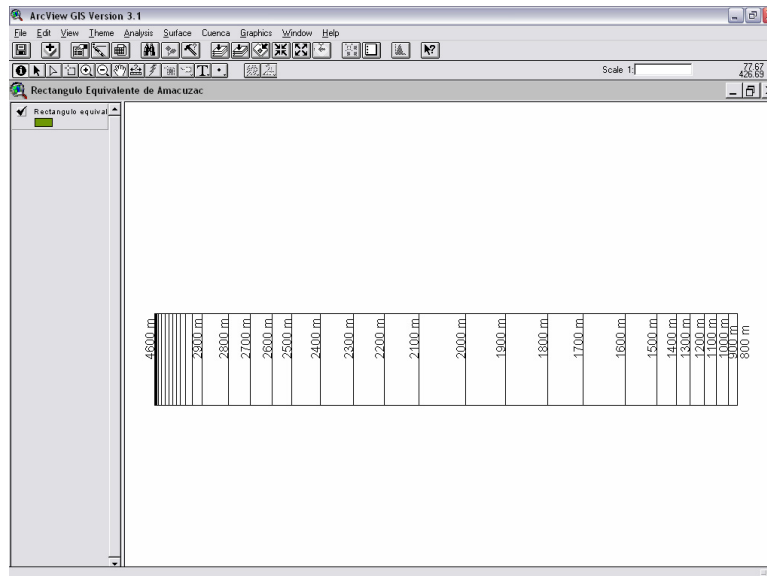 ArcView GIS Version 3.1
File Edit View Theme Analysis Surface Cuenca Graphics Window Help
Scale 1:
77.67
426.69
Rectangulo Equivalente de Amacuzac
Rectangulo equival
4600 m
2900 m
2800 m
2700 m
2600 m
2500 m
2400 m
2300 m
2200 m
2100 m
2000 m
1900 m
1800 m
1700 m
1600 m
1500 m
1400 m
1300 m
1200 m
1100 m
1000 m
900 m
800 m